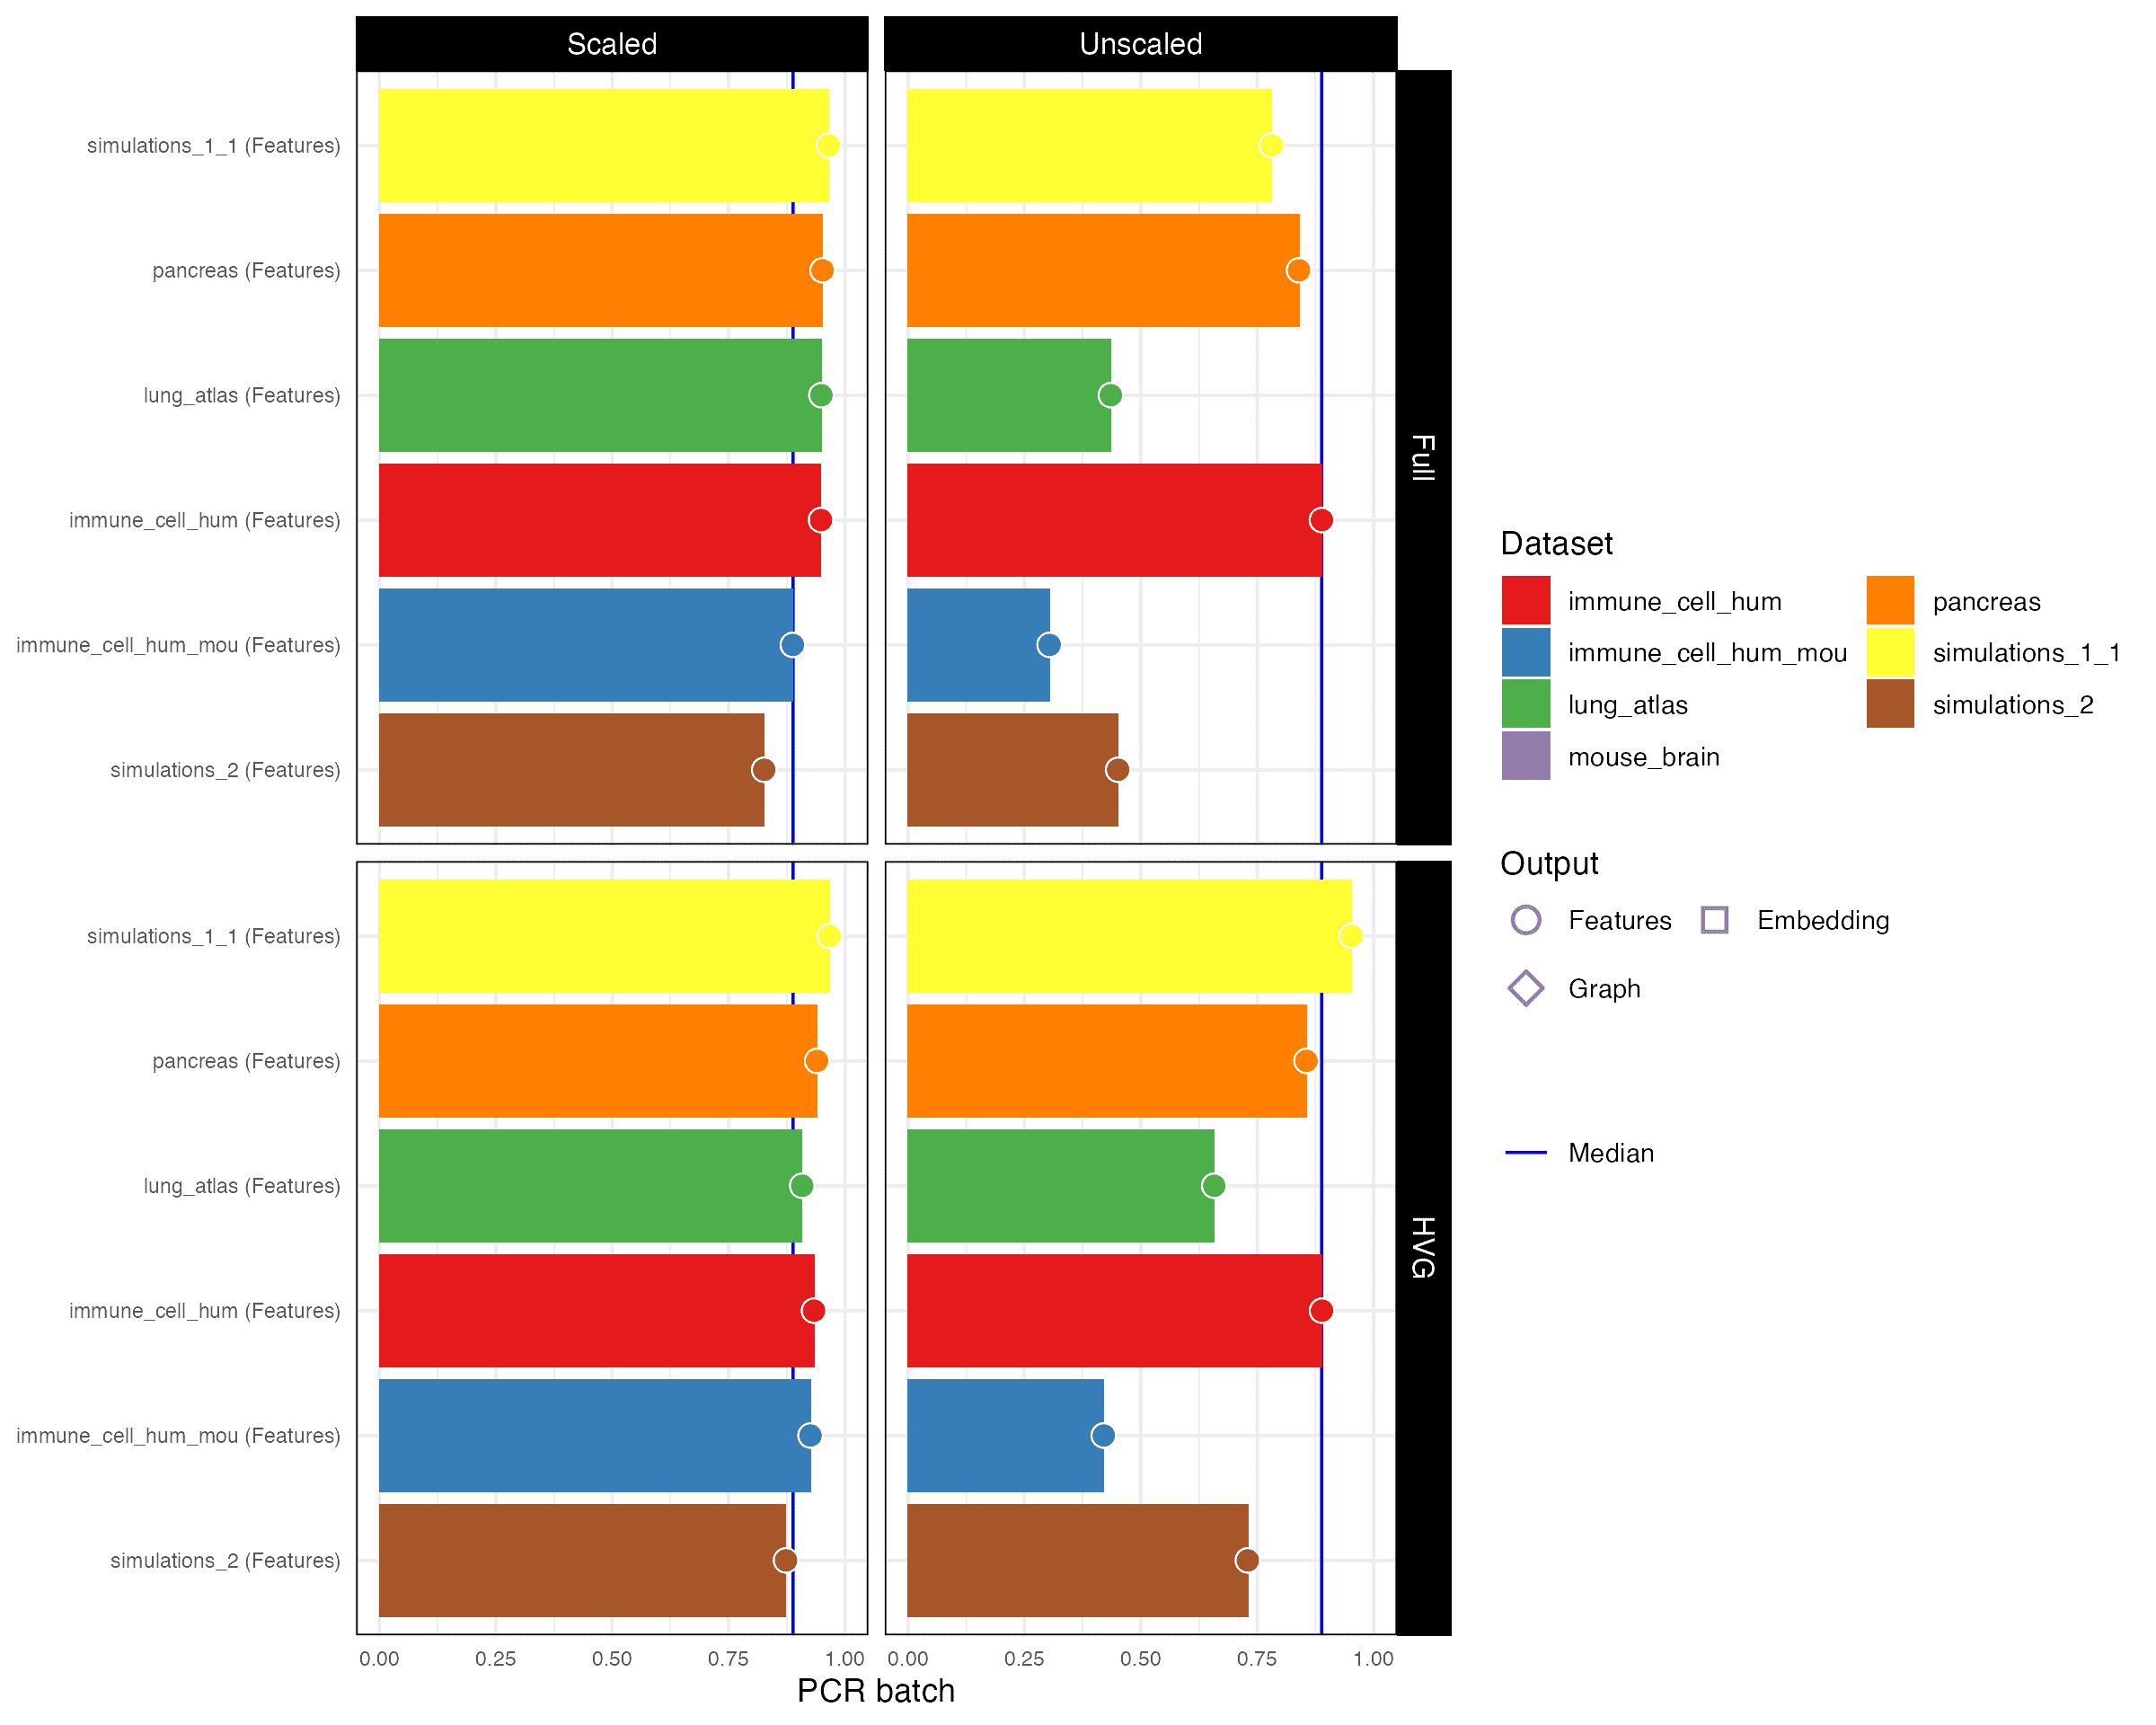 Scaled
Unscaled
simulations_1_1 (Features)
pancreas (Features)
lung_atlas (Features)
immune_cell_hum (Features)
immune_cell_hum_mou (Features)
simulations_2 (Features)
Full
simulations_1_1 (Features)
pancreas (Features)
lung_atlas (Features)
immune_cell_hum (Features)
immune_cell_hum_mou (Features)
simulations_2 (Features)
HVG
0.00 0.25 0.50 0.75 1.00
0.00 0.25 0.50 0.75 1.00
PCR batch
Dataset
immune_cell_hum
pancreas
immune_cell_hum_mou
simulations_1_1
lung_atlas
simulations_2
mouse_brain
Output
Features
Embedding
Graph
Median